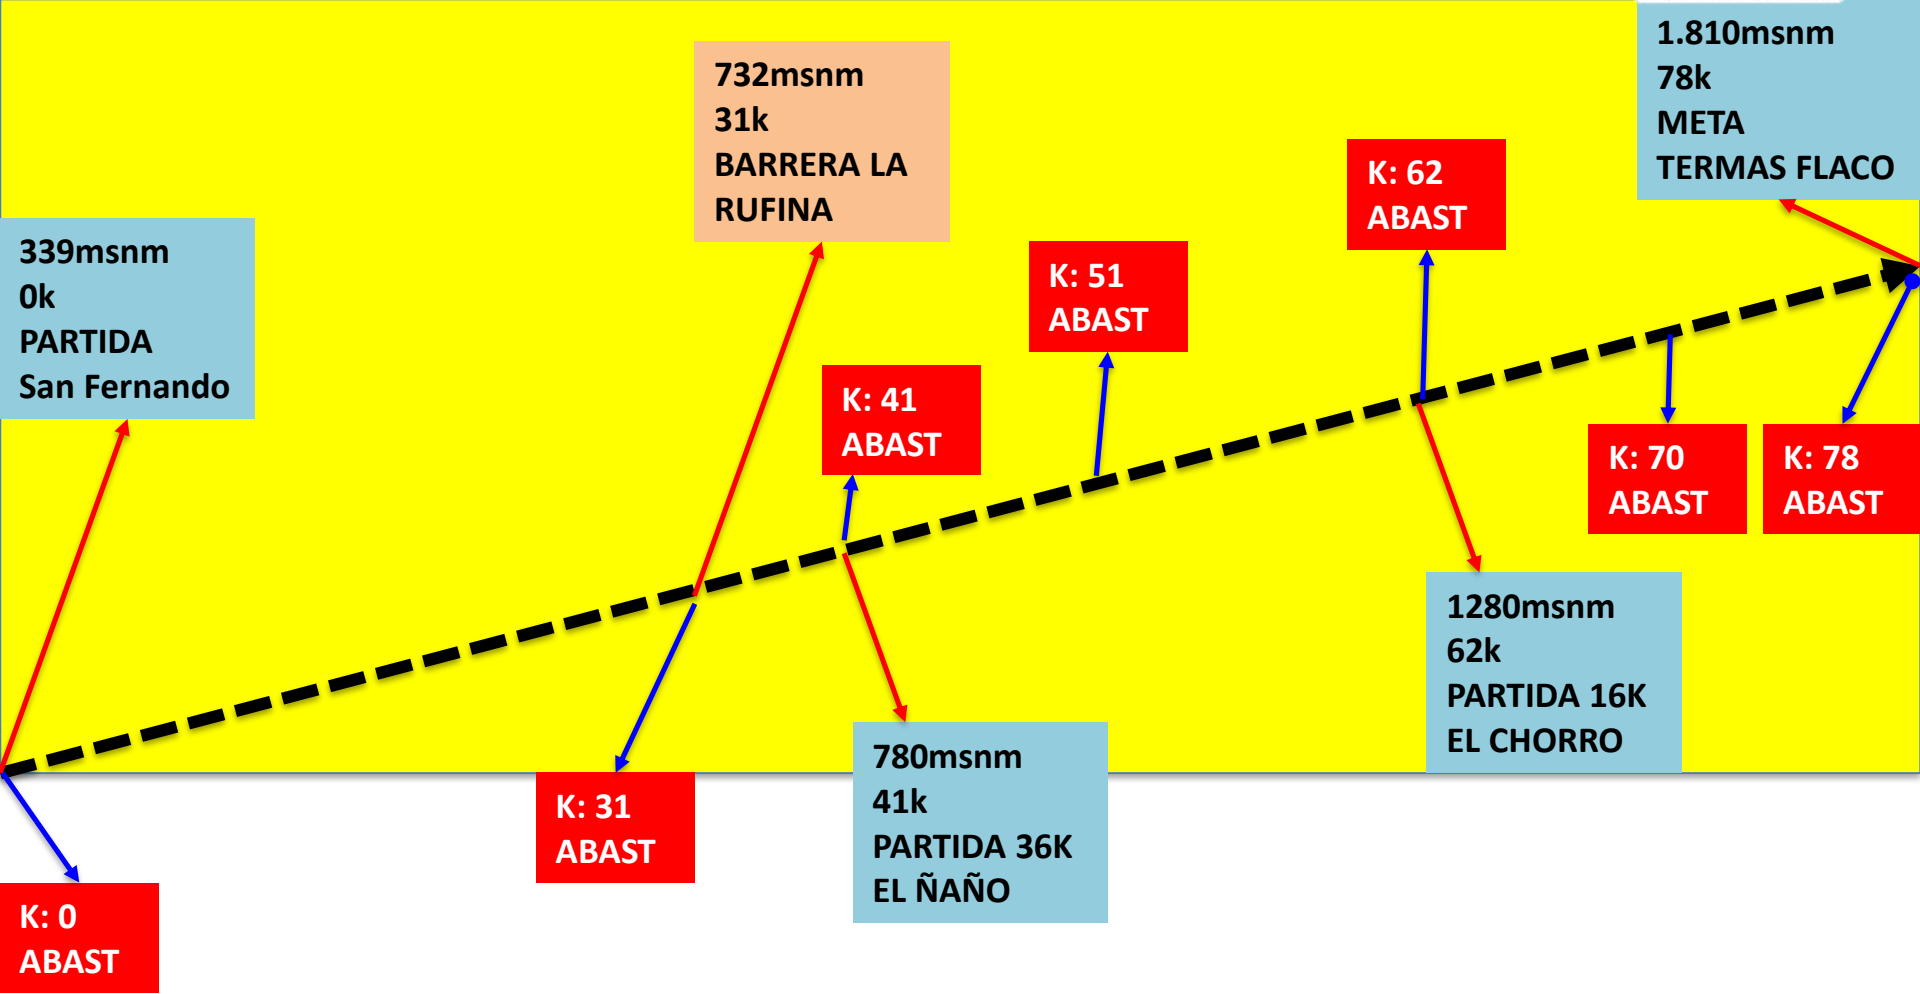 1.810msnm
78k
META
TERMAS FLACO
732msnm
31k
BARRERA LA
RUFINA
K: 62
ABAST
339msnm
0k
PARTIDA
San Fernando
K: 51
ABAST
K: 41
ABAST
K: 70
ABAST
K: 78
ABAST
1280msnm
62k
PARTIDA 16K
EL CHORRO
780msnm
41k
PARTIDA 36K
EL ÑAÑO
K: 31
ABAST
K: 0
ABAST